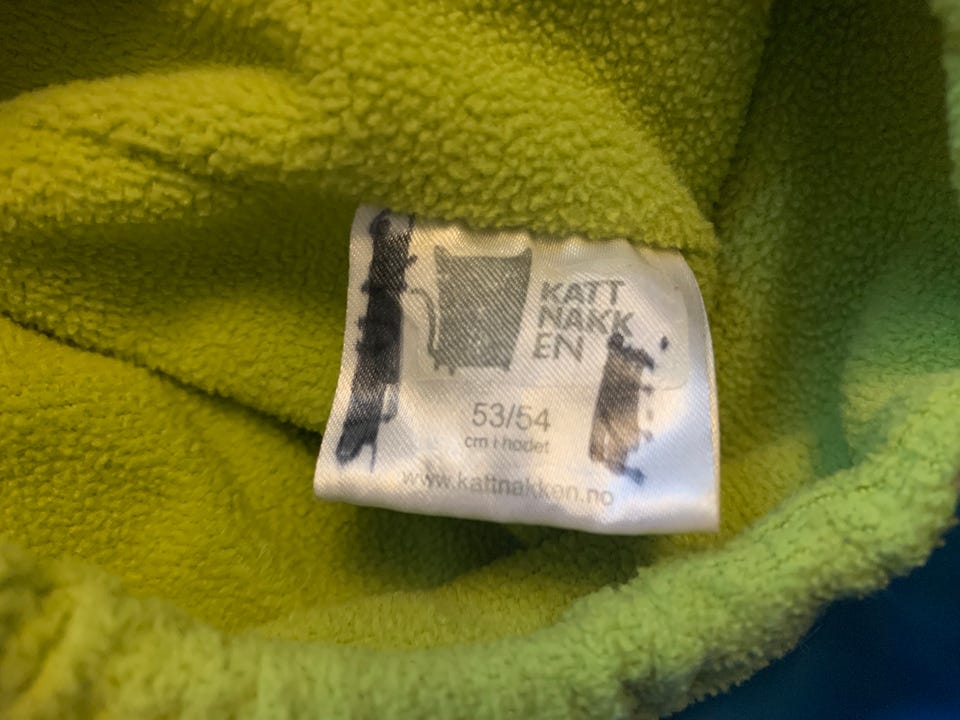 KATT
NAKK
EN
53/54
cm i hodet
www.kattnakken.no